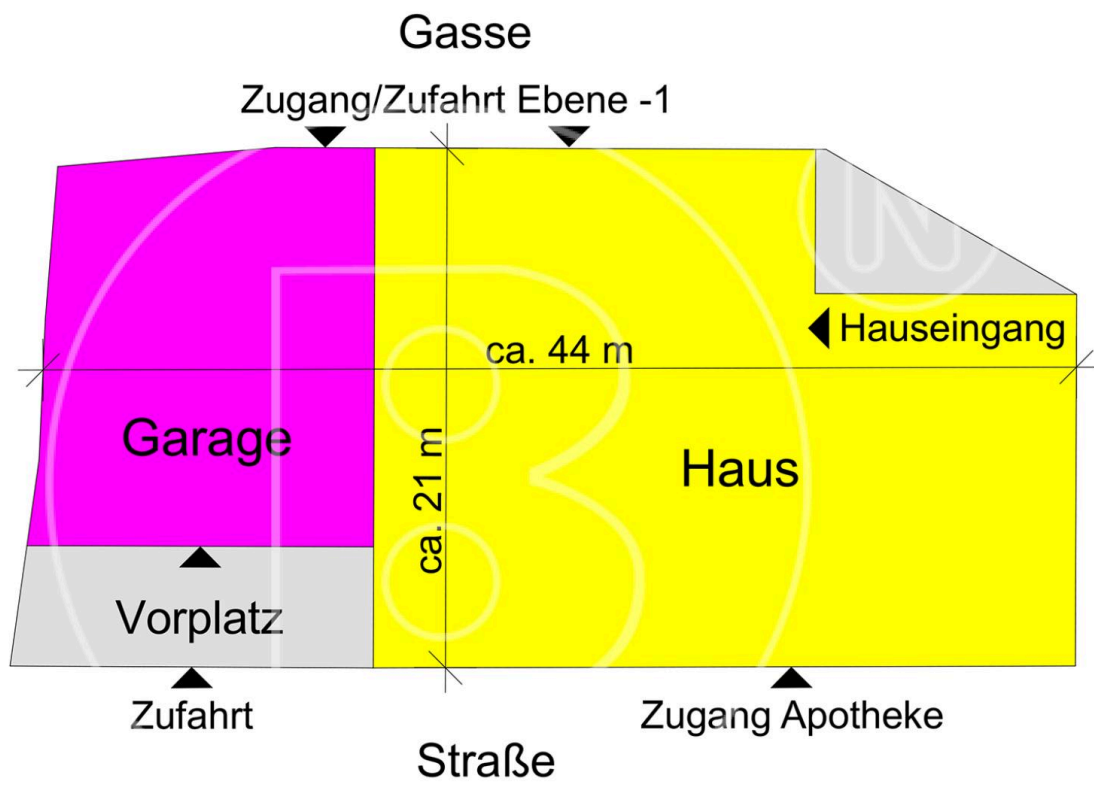 Gasse
Zugang/Zufahrt Ebene -1
N
Hauseingang
ca. 44 m
Garage
ca. 21 m
Haus
Vorplatz
Zufahrt
Zugang Apotheke
Straße